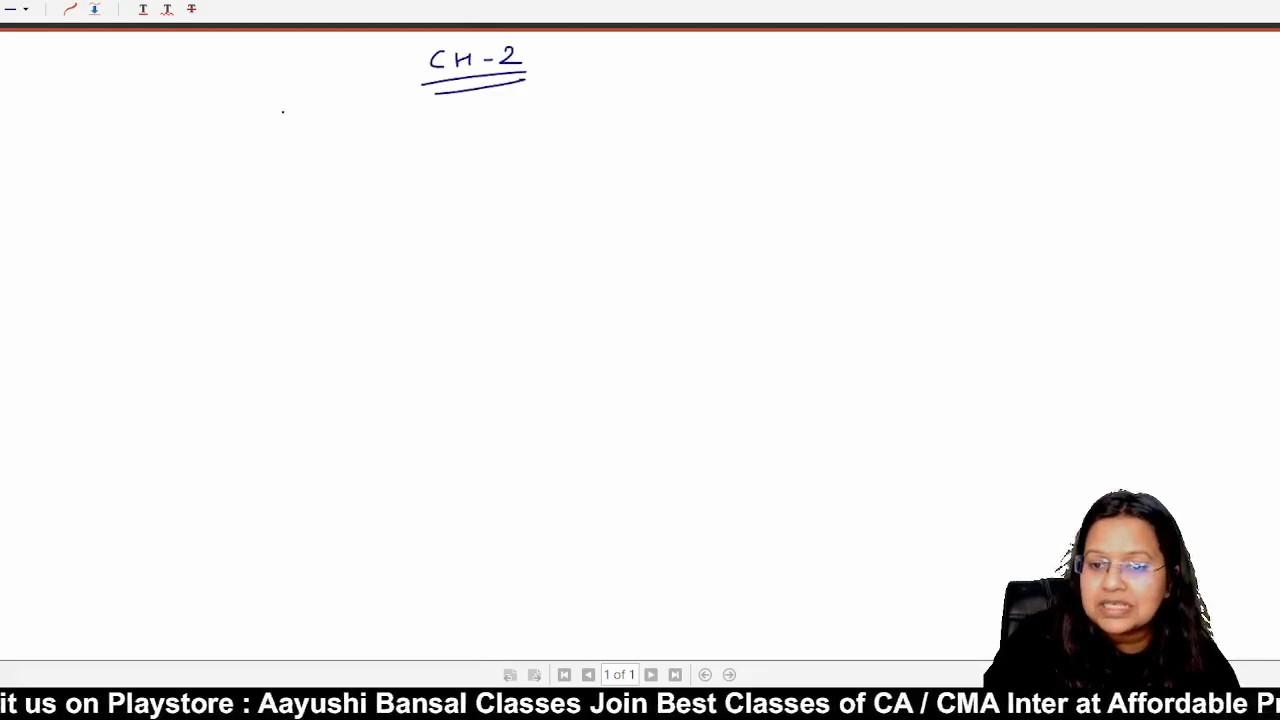 CH-2
1 of 1
it us on Playstore : Aayushi Bansal Classes Join Best Classes of CA / CMA Inter at Affordable P